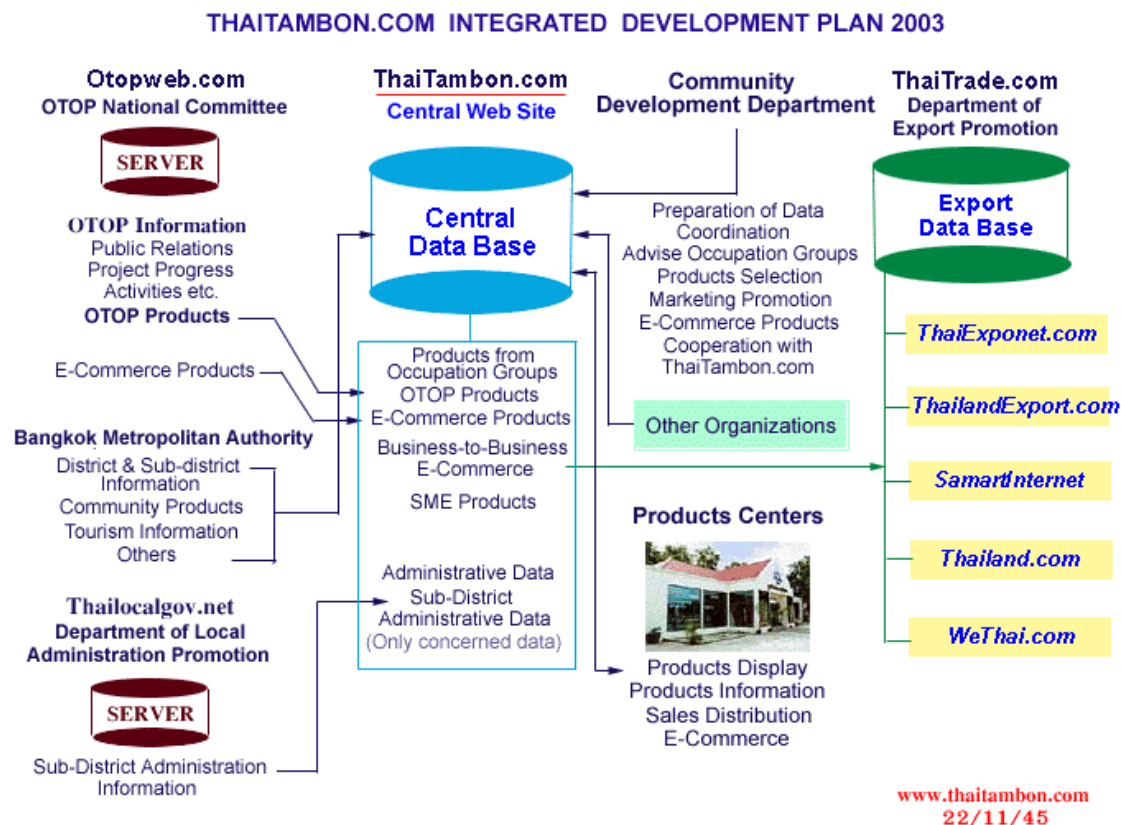 THAITAMBON.COM INTEGRATED DEVELOPMENT PLAN 2003
Otopweb.com
OTOP National Committee
SERVER
OTOP Information
Public Relations
Project Progress
Activities etc.
OTOP Products
E-Commerce Products
Bangkok Metropolitan Authority
District & Sub-district
Information
Community Products
Tourism Information
Others
Thailocalgov.net
Department of Local
Administration Promotion
SERVER
Sub-District Administration
Information
ThaiTambon.com
Central Web Site
Central
Data Base
Products from
Occupation Groups
OTOP Products
E-Commerce Products
Business-to-Business
E-Commerce
SME Products
Administrative Data
Sub-District
Administrative Data
(Only concerned data)
Community
Development Department
Preparation of Data
Coordination
Advise Occupation Groups
Products Selection
Marketing Promotion
E-Commerce Products
Cooperation with
ThaiTambon.com
Other Organizations
Products Centers
Products Display
Products Information
Sales Distribution
E-Commerce
ThaiTrade.com
Department of
Export Promotion
Export
Data Base
ThaiExponet.com
ThailandExport.com
SamartInternet
Thailand.com
WeThai.com
www.thaitambon.com
22/11/45